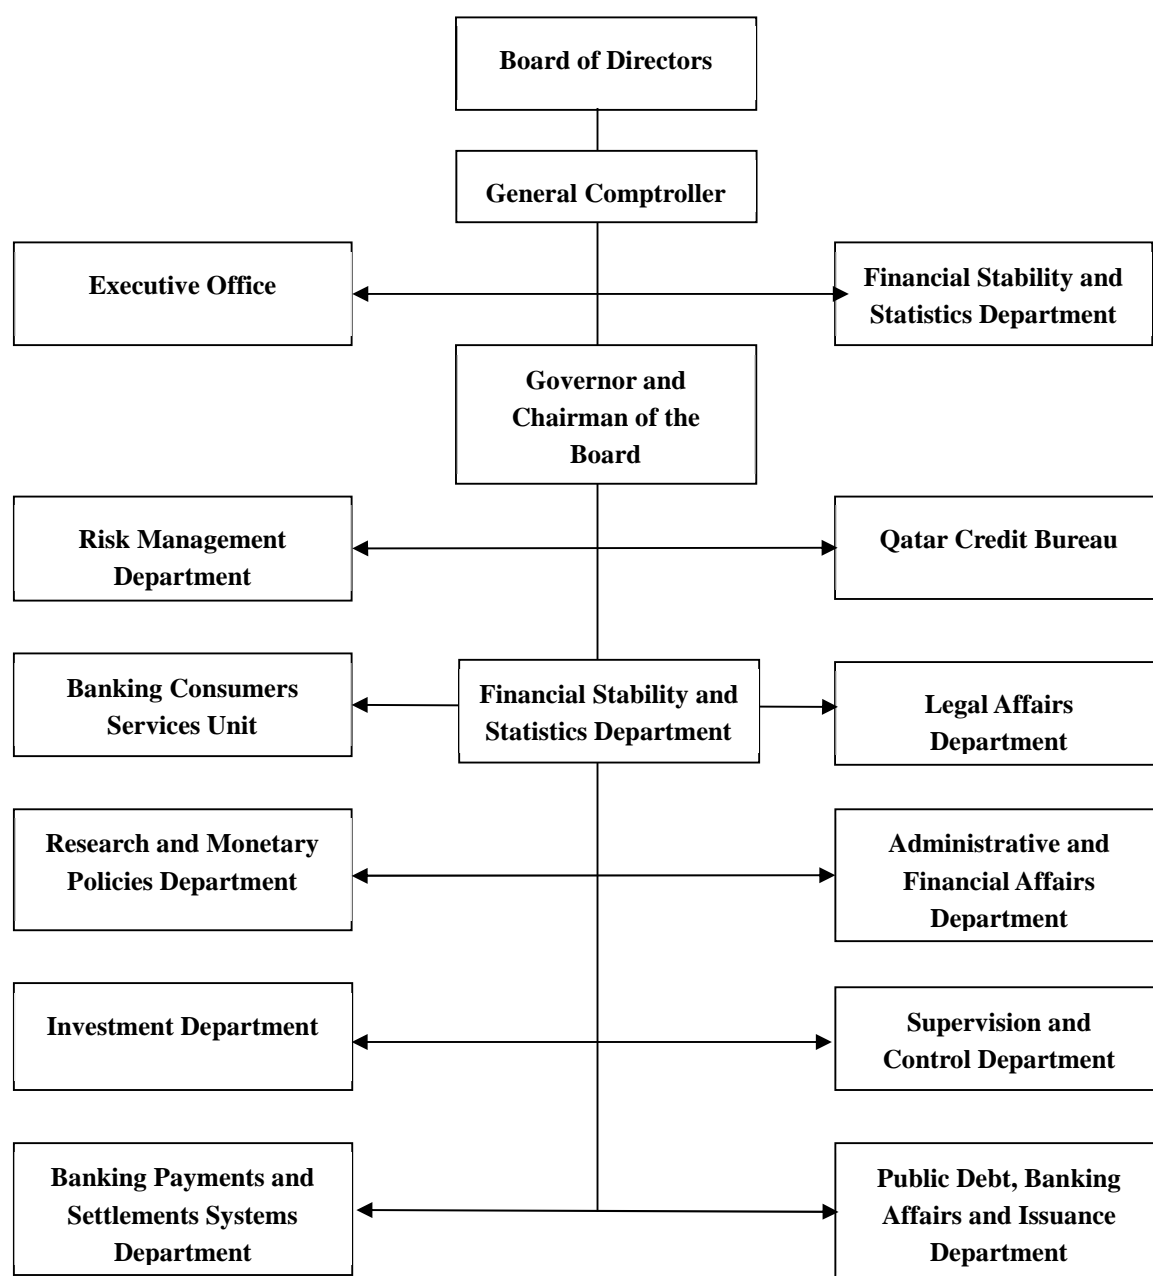 Board of Directors
General Comptroller
Executive Office
Financial Stability and
Statistics Department
Governor and
Chairman of the
Board
Risk Management
Department
Qatar Credit Bureau
Banking Consumers
Services Unit
Financial Stability and
Statistics Department
Legal Affairs
Department
Research and Monetary
Policies Department
Administrative and
Financial Affairs
Department
Investment Department
Supervision and
Control Department
Banking Payments and
Settlements Systems
Department
Public Debt, Banking
Affairs and Issuance
Department